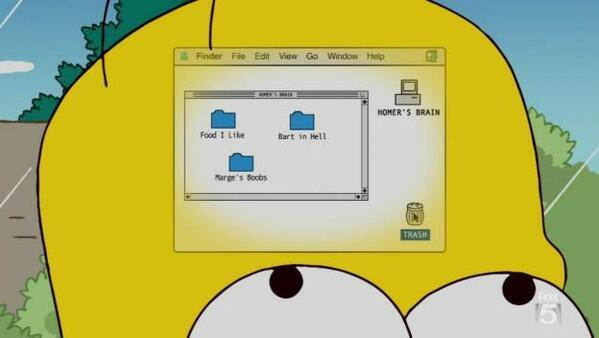 Finder File Edit View Go Window Help
HOMER'S BRAIN
HOMER'S BRAIN
Food I Like
Bart in Hell
Marge's Boobs
TRASH
FOX
5